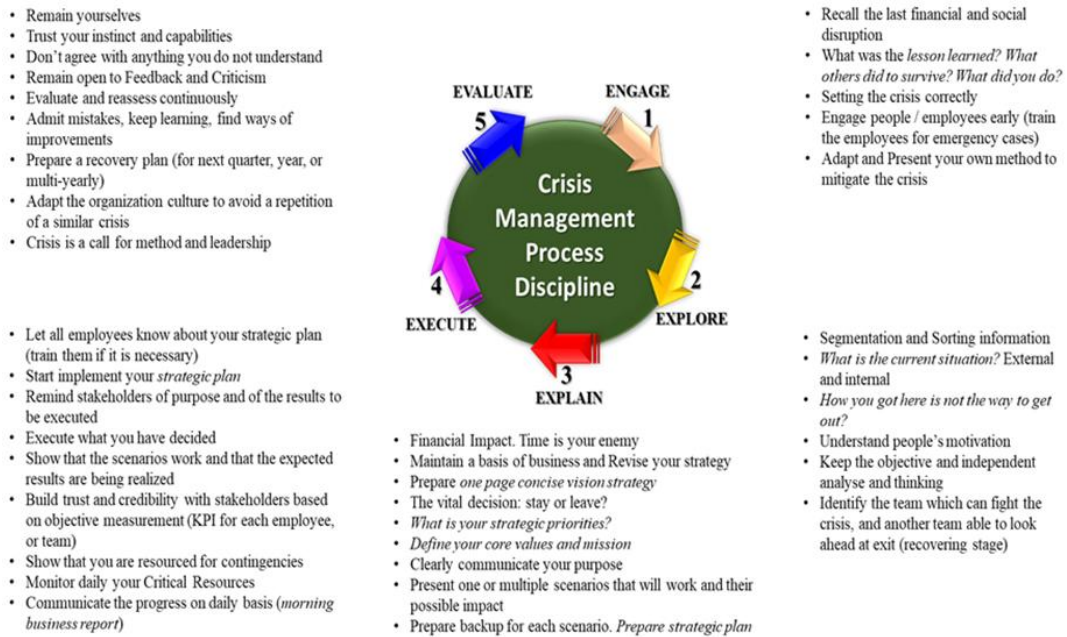 • Remain yourselves
• Trust your instinct and capabilities
• Don't agree with anything you do not understand
• Remain open to Feedback and Criticism
• Evaluate and reassess continuously
• Admit mistakes, keep learning, find ways of
improvements
• Prepare a recovery plan (for next quarter, year, or
multi-yearly)
• Adapt the organization culture to avoid a repetition
of a similar crisis
• Crisis is a call for method and leadership
EVALUATE
5
ENGAGE
1
• Recall the last financial and social
disruption
• What was the lesson learned? What
others did to survive? What did you do?
• Setting the crisis correctly
• Engage people / employees early (train
the employees for emergency cases)
• Adapt and Present your own method to
mitigate the crisis
Crisis
Management
Process
Discipline
4
EXECUTE
2
EXPLORE
3
EXPLAIN
• Let all employees know about your strategic plan
(train them if it is necessary)
• Start implement your strategic plan
• Remind stakeholders of purpose and of the results to
be executed
• Execute what you have decided
• Show that the scenarios work and that the expected
results are being realized
• Build trust and credibility with stakeholders based
on objective measurement (KPI for each employee,
or team)
• Show that you are resourced for contingencies
• Monitor daily your Critical Resources
• Communicate the progress on daily basis (morning
business report)
• Financial Impact. Time is your enemy
• Maintain a basis of business and Revise your strategy
• Prepare one page concise vision strategy
• The vital decision: stay or leave?
• What is your strategic priorities?
• Define your core values and mission
• Clearly communicate your purpose
• Present one or multiple scenarios that will work and their
possible impact
• Prepare backup for each scenario. Prepare strategic plan
• Segmentation and Sorting information
• What is the current situation? External
and internal
• How you got here is not the way to get
out?
• Understand people's motivation
• Keep the objective and independent
analyse and thinking
• Identify the team which can fight the
crisis, and another team able to look
ahead at exit (recovering stage)